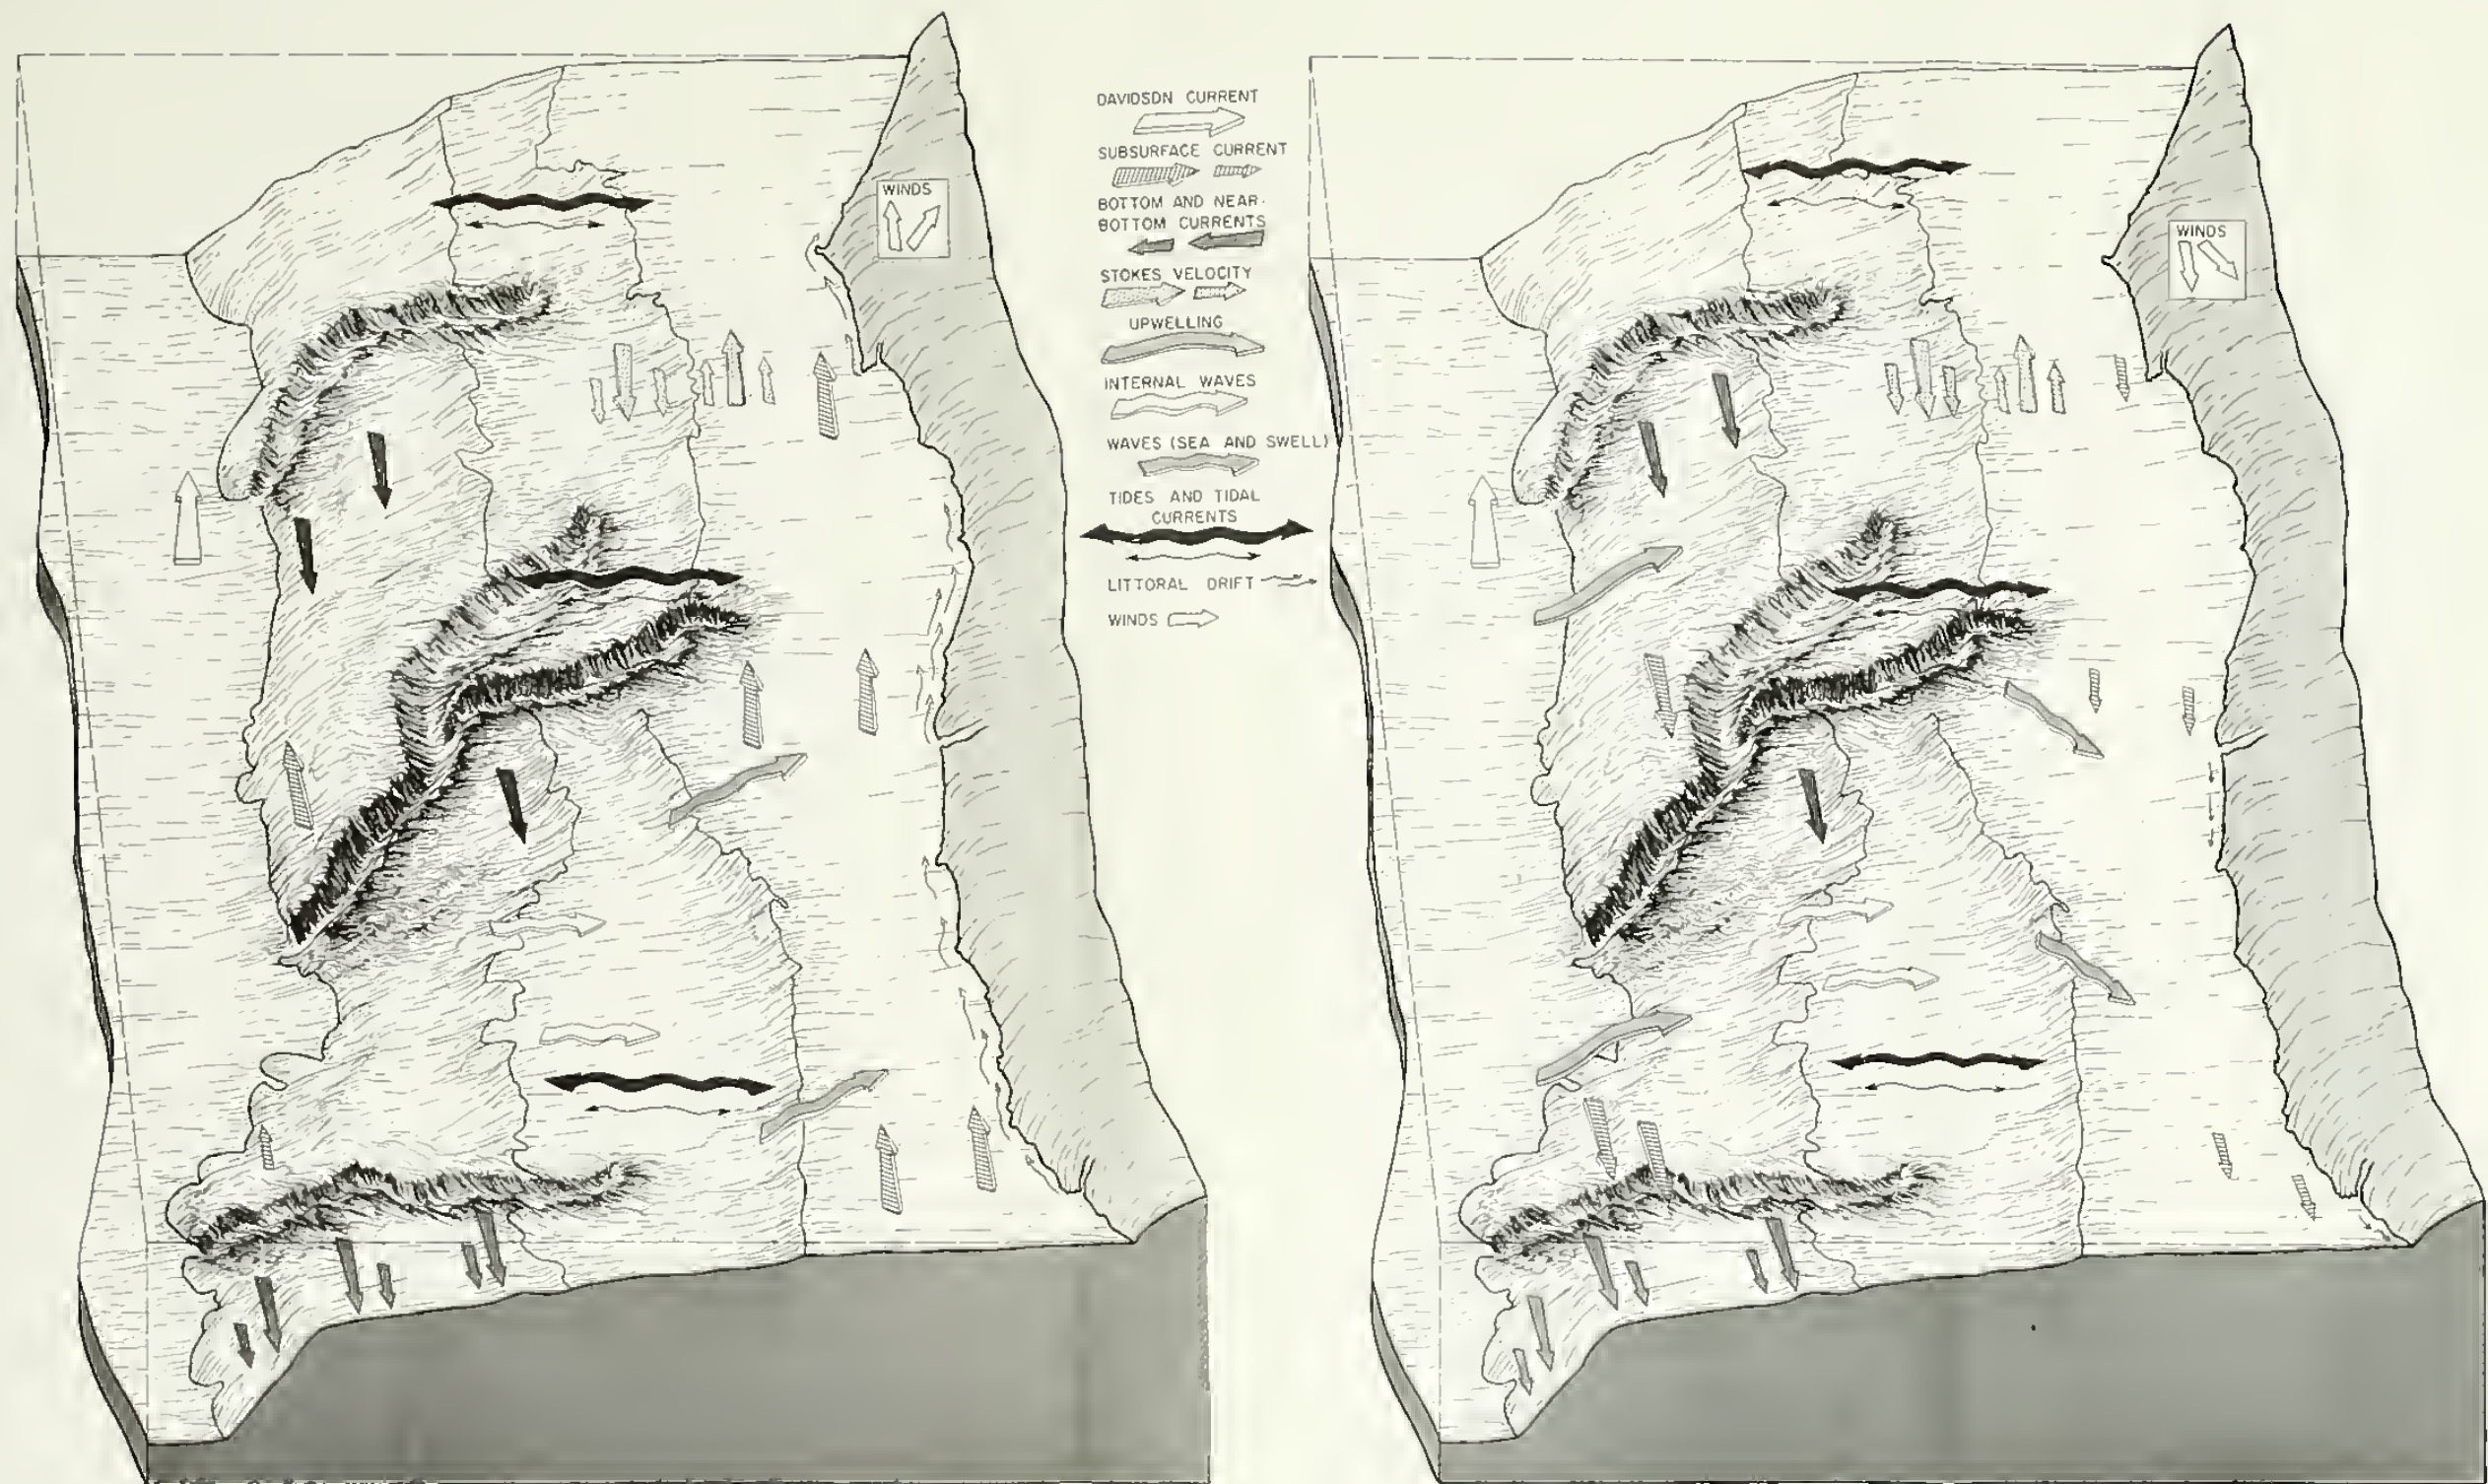 WINDS
DAVIDSON CURRENT
SUBSURFACE CURRENT
BOTTOM AND NEAR-
BOTTOM CURRENTS
STOKES VELOCITY
UPWELLING
INTERNAL WAVES
WAVES (SEA AND SWELL)
TIDES AND TIDAL
CURRENTS
LITTORAL DRIFT
WINDS
WINDS